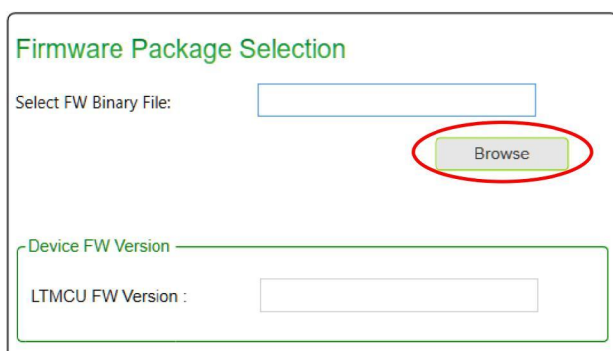 Firmware Package Selection
Select FW Binary File:
Browse
Device FW Version
LTMCU FW Version :